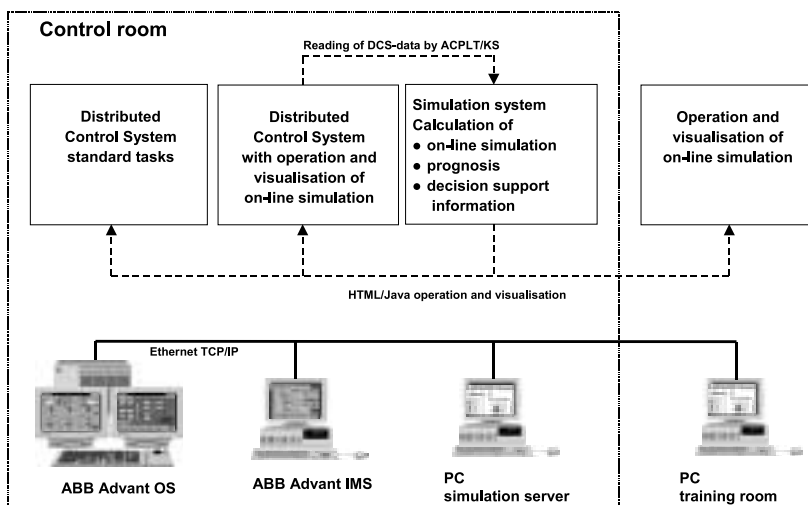 Control room
Reading of DCS-data by ACPLT/KS
Distributed
Control System
standard tasks
Distributed
Control System
with operation and
visualisation of
on-line simulation
Simulation system
Calculation of
● on-line simulation
● prognosis
● decision support
information
Operation and
visualisation of
on-line simulation
HTML/Java operation and visualisation
Ethernet TCP/IP
ABB Advant OS
ABB Advant IMS
PC
simulation server
PC
training room